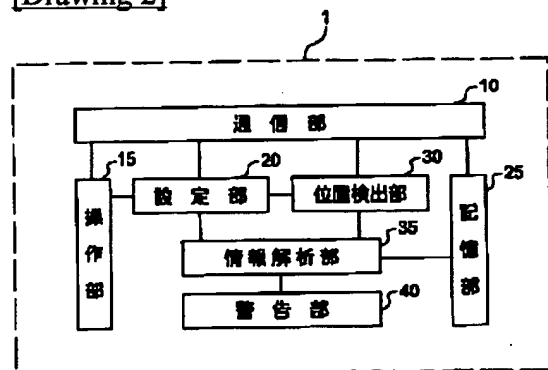 [Drawing 2]
1
10
通信部
15
20
30
25
設定部
位置検出部
操作部
記憶部
35
情報解析部
40
警告部